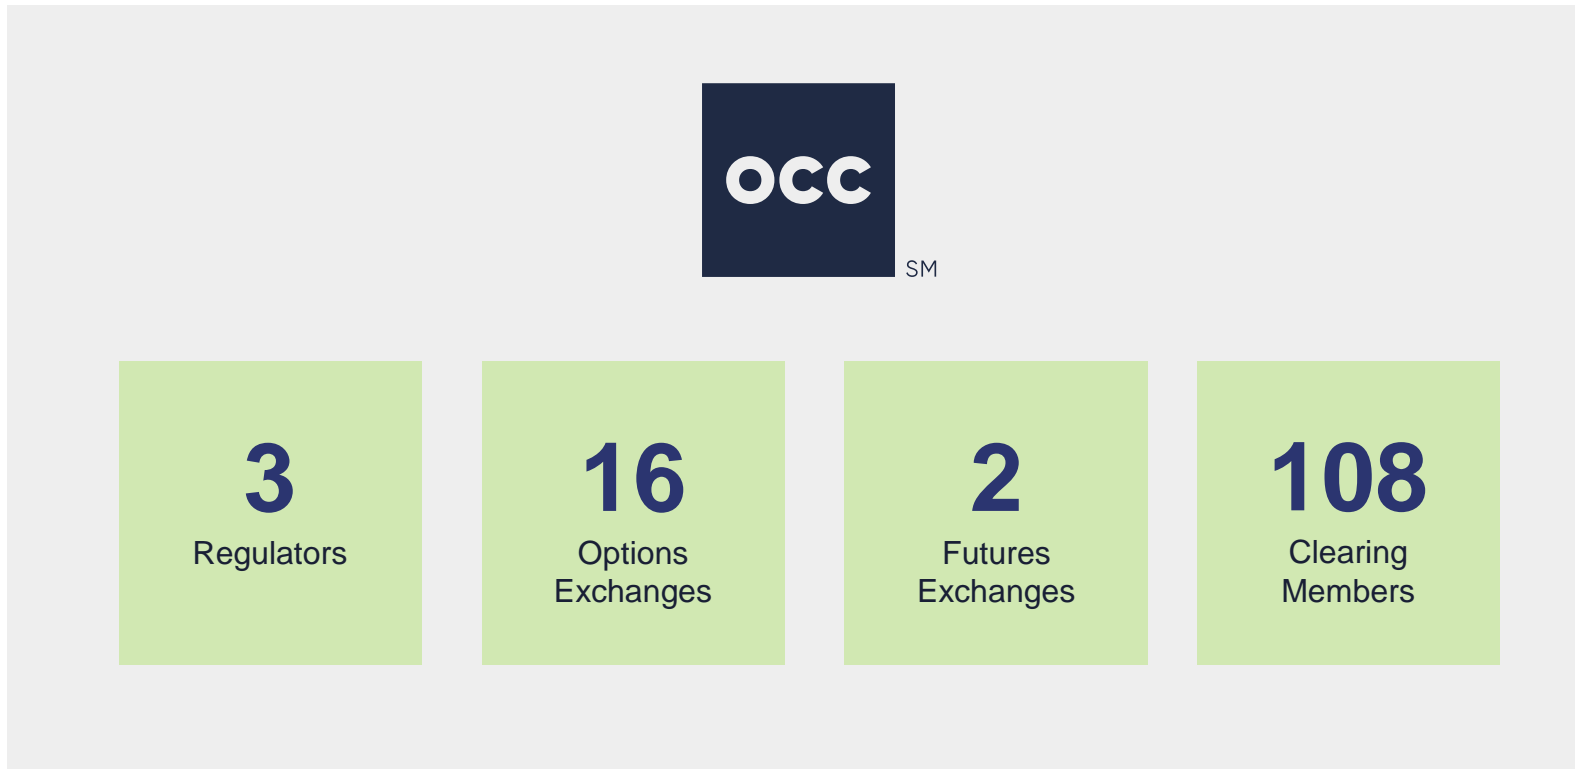 occ
SM
3
Regulators
16
Options
Exchanges
2
Futures
Exchanges
108
Clearing
Members